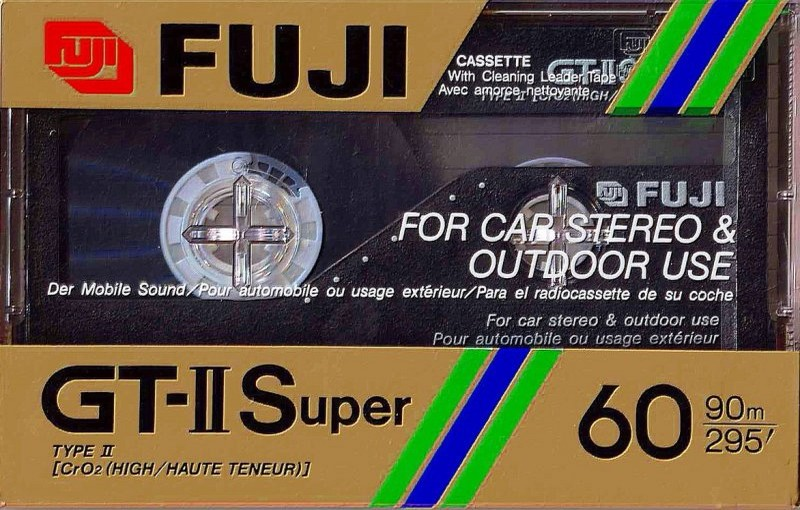 FUJI
FUJI
CASSETTE
With Cleaning Leader Tape
Avec amorce nettoyante
FUJI
GT-II S
TYPE II [CrO2 (HIGH/
FUJI
FOR CAR STEREO &
OUTDOOR USE
Der Mobile Sound/Pour automobile ou usage extérieur/Para el radiocassette de su coche
For car stereo & outdoor use
Pour automobile ou usage extérieur
GT-II Super
TYPE II
[CrO2 (HIGH/HAUTE TENEUR)]
60 90m
295′